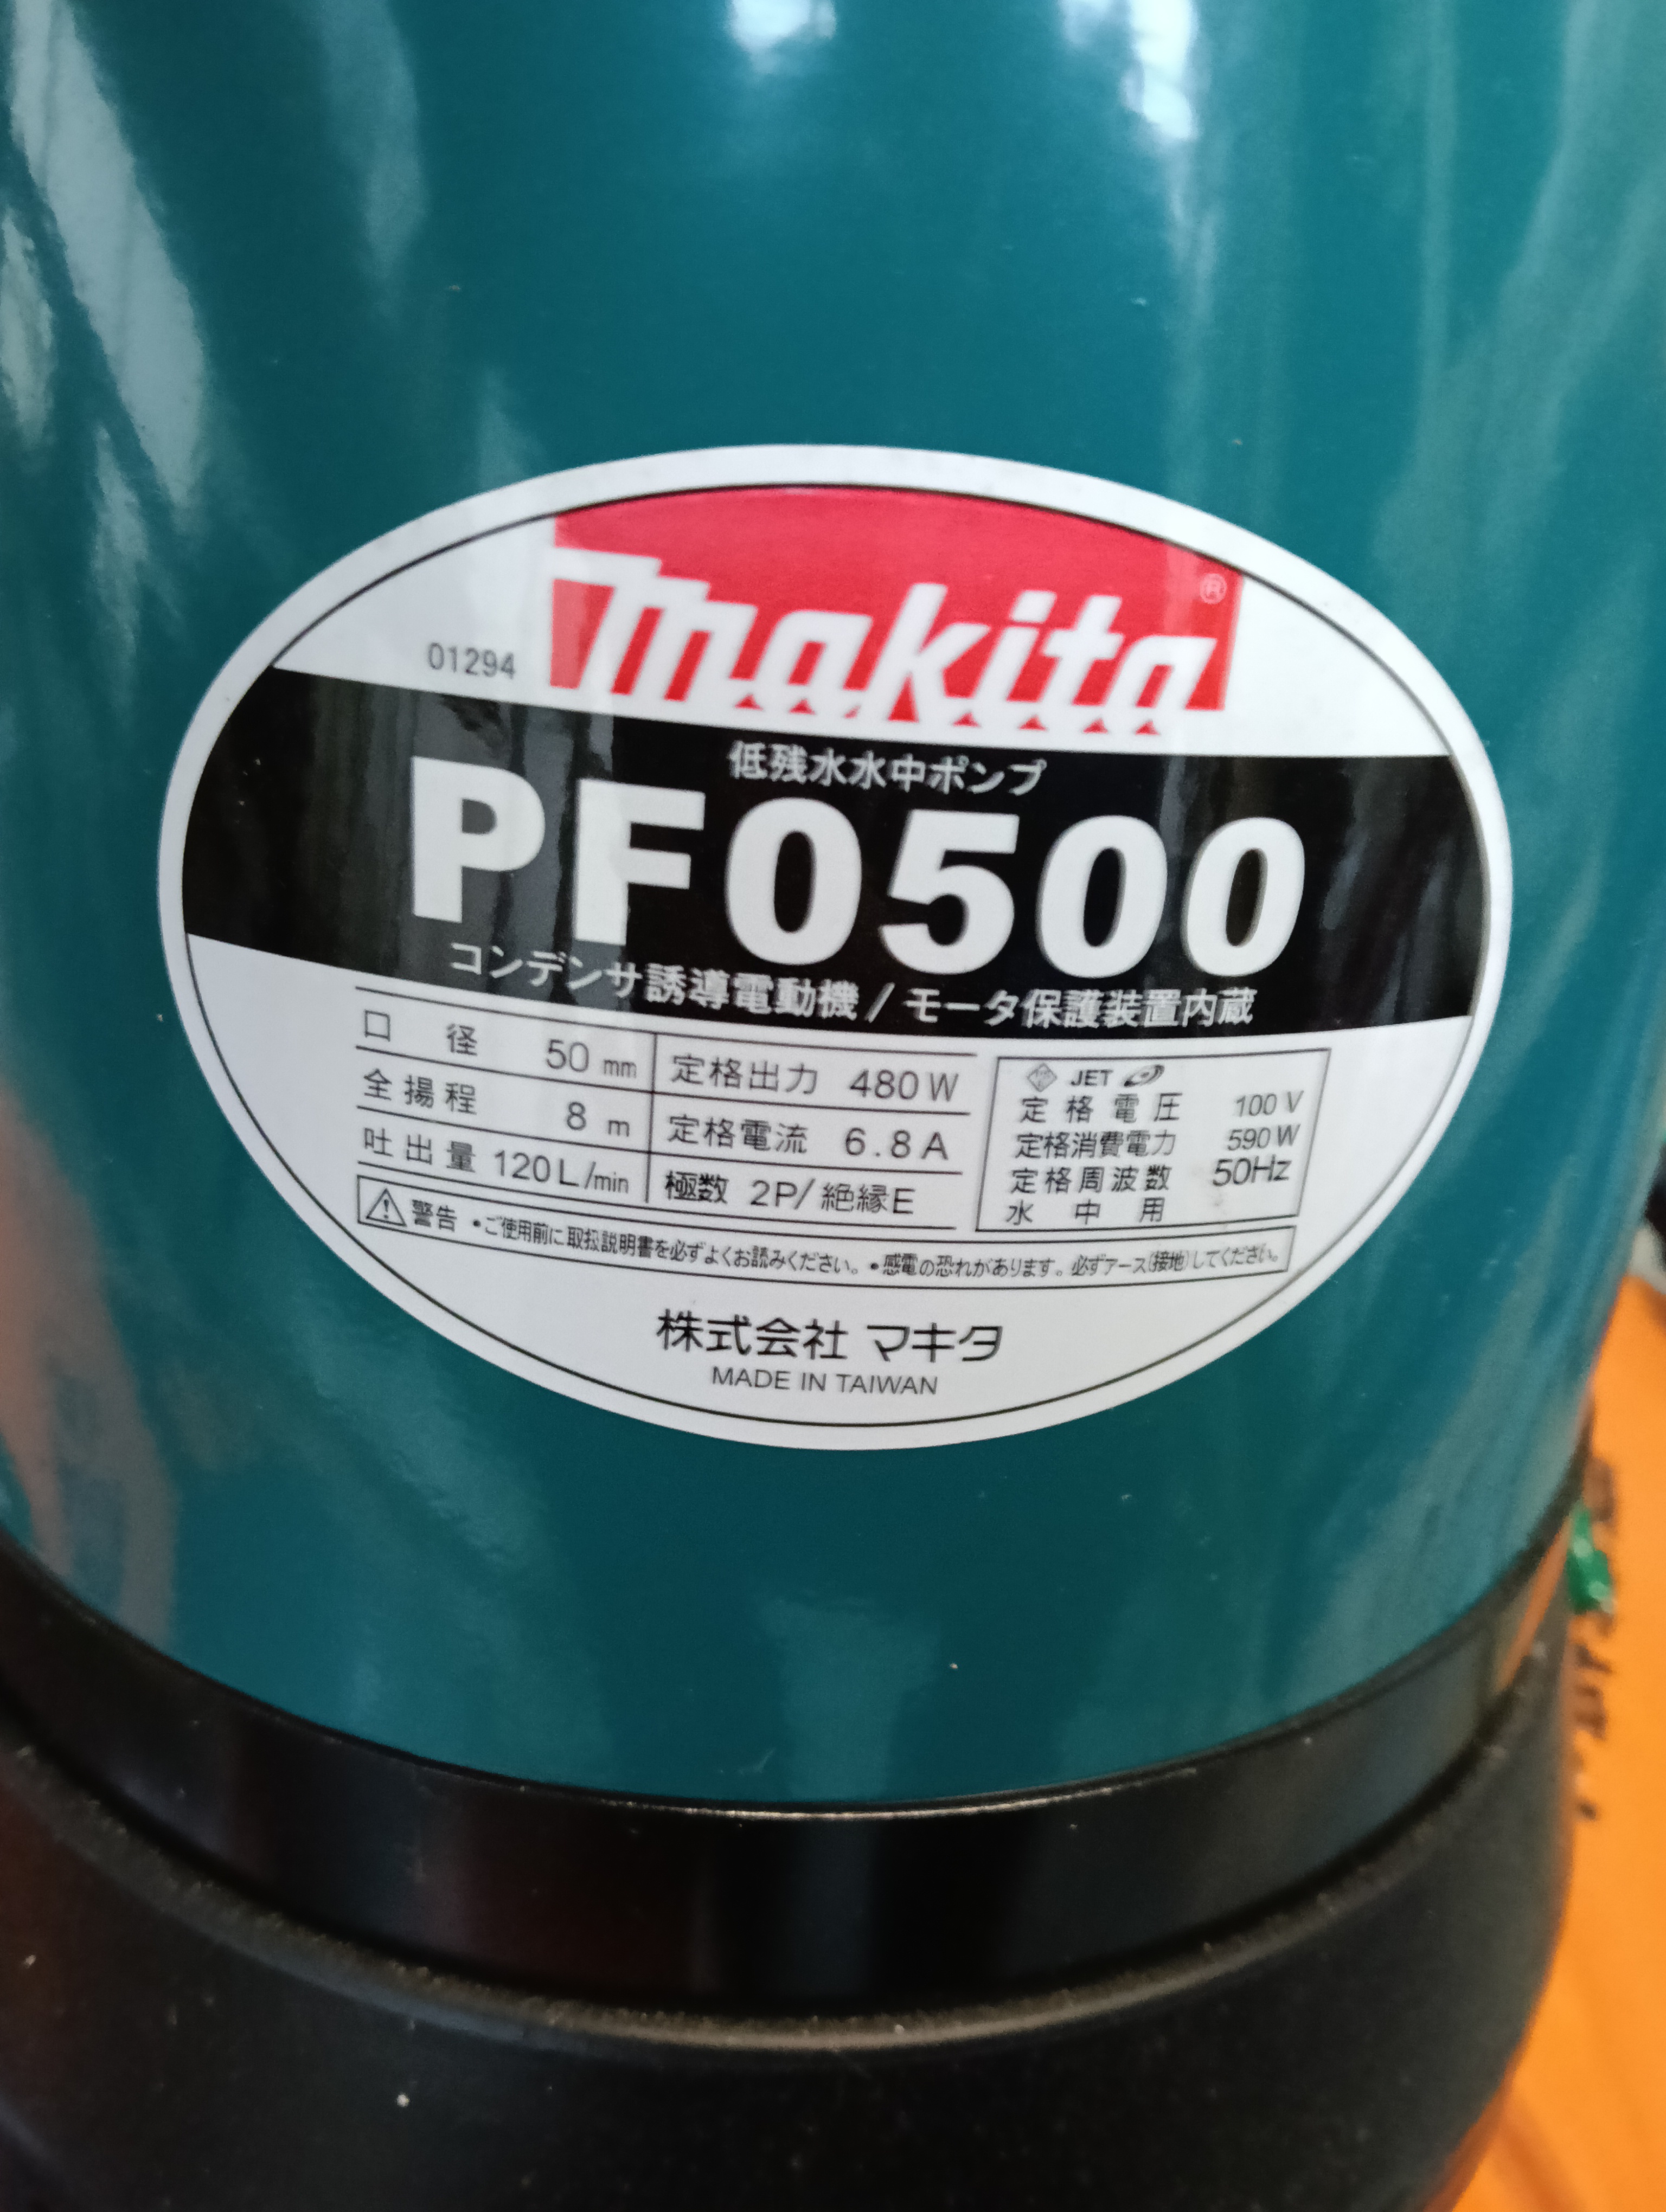 makita®
01294
低残水水中ポンプ
PF0500
コンデンサ誘導電動機/モータ保護装置内蔵
口径 50 mm
全揚程 8 m
吐出量 120L/min
定格出力 480W
定格電流 6.8A
極数 2P/絶縁E
JET
定格電圧 100V
定格消費電力 590W
定格周波数 50Hz
水中用
警告 •ご使用前に取扱説明書を必ずよくお読みください。•感電の恐れがあります。必ずアース(接地)してください。
株式会社 マキタ
MADE IN TAIWAN